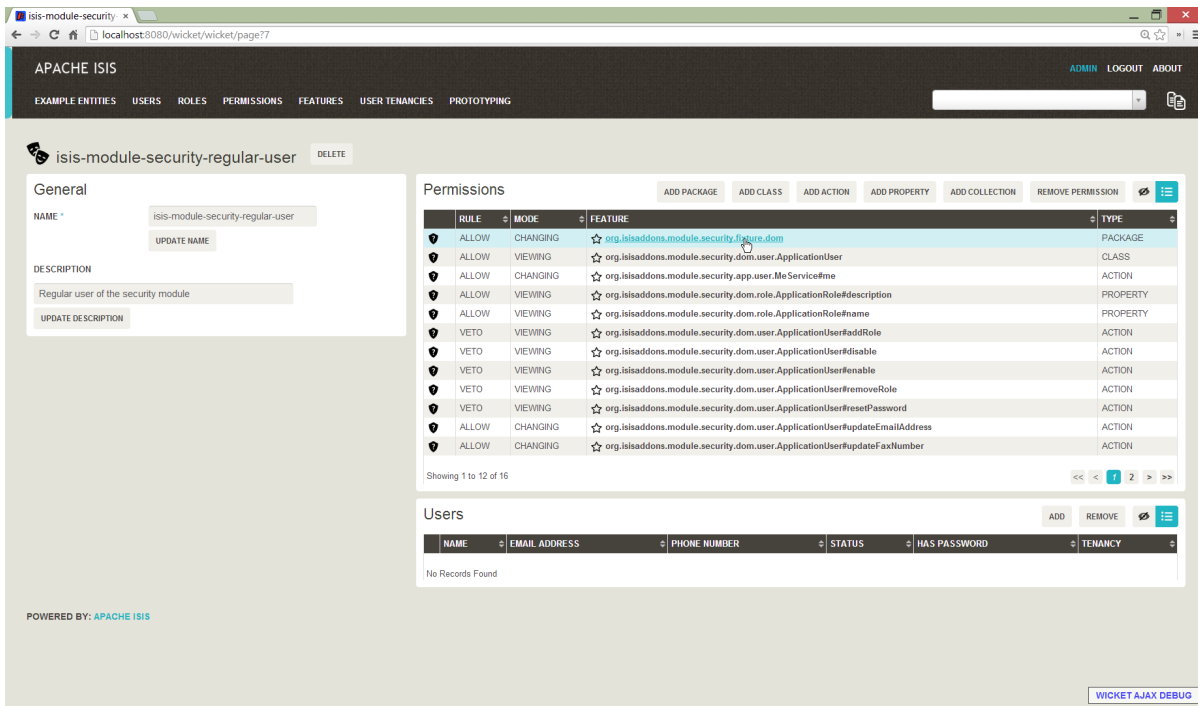 isis-module-security-
localhost:8080/wicket/wicket/page?7
APACHE ISIS
ADMIN LOGOUT ABOUT
EXAMPLE ENTITIES USERS ROLES PERMISSIONS FEATURES USER TENANCIES PROTOTYPING
isis-module-security-regular-user DELETE
General
NAME * isis-module-security-regular-user
UPDATE NAME
DESCRIPTION
Regular user of the security module
UPDATE DESCRIPTION
Permissions ADD PACKAGE ADD CLASS ADD ACTION ADD PROPERTY ADD COLLECTION REMOVE PERMISSION
RULE MODE FEATURE TYPE
ALLOW CHANGING org.isisaddons.module.security.fixture.dom PACKAGE
ALLOW VIEWING org.isisaddons.module.security.dom.user.ApplicationUser CLASS
ALLOW CHANGING org.isisaddons.module.security.app.user.MeService#me ACTION
ALLOW VIEWING org.isisaddons.module.security.dom.role.ApplicationRole#description PROPERTY
ALLOW VIEWING org.isisaddons.module.security.dom.role.ApplicationRole#name PROPERTY
VETO VIEWING org.isisaddons.module.security.dom.user.ApplicationUser#addRole ACTION
VETO VIEWING org.isisaddons.module.security.dom.user.ApplicationUser#disable ACTION
VETO VIEWING org.isisaddons.module.security.dom.user.ApplicationUser#enable ACTION
VETO VIEWING org.isisaddons.module.security.dom.user.ApplicationUser#removeRole ACTION
VETO VIEWING org.isisaddons.module.security.dom.user.ApplicationUser#resetPassword ACTION
ALLOW CHANGING org.isisaddons.module.security.dom.user.ApplicationUser#updateEmailAddress ACTION
ALLOW CHANGING org.isisaddons.module.security.dom.user.ApplicationUser#updateFaxNumber ACTION
Showing 1 to 12 of 16 << < 1 2 > >>
Users ADD REMOVE
NAME EMAIL ADDRESS PHONE NUMBER STATUS HAS PASSWORD TENANCY
No Records Found
POWERED BY: APACHE ISIS
WICKET AJAX DEBUG